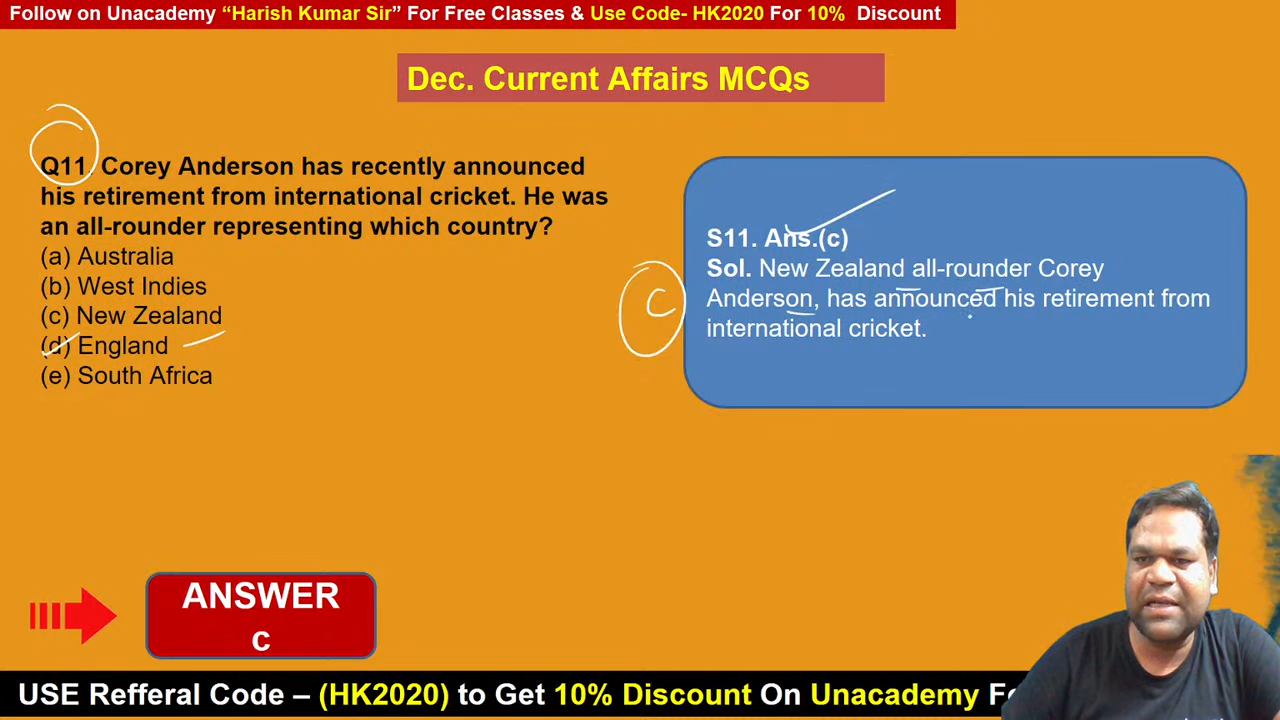 Follow on Unacademy “Harish Kumar Sir” For Free Classes & Use Code- HK2020 For 10% Discount
Dec. Current Affairs MCQs
Q11. Corey Anderson has recently announced
his retirement from international cricket. He was
an all-rounder representing which country?
(a) Australia
(b) West Indies
(c) New Zealand
(d) England
(e) South Africa
S11. Ans.(c)
Sol. New Zealand all-rounder Corey
Anderson, has announced his retirement from
international cricket.
C
ANSWER
c
USE Refferal Code – (HK2020) to Get 10% Discount On Unacademy Fo